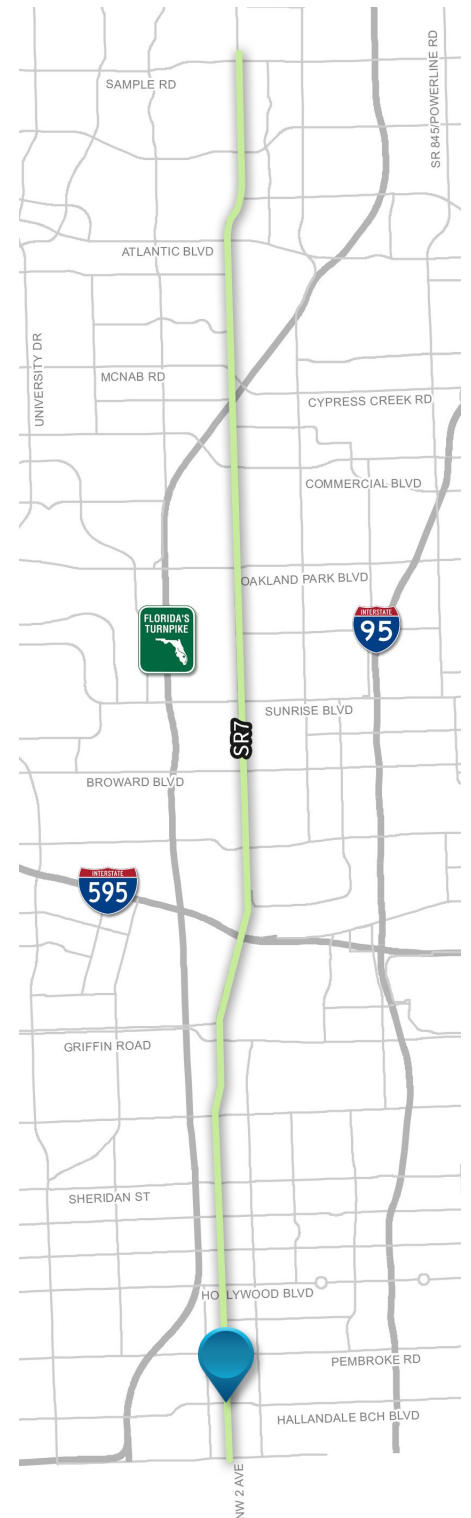 SR 845/POWERLINE RD
SAMPLE RD
ATLANTIC BLVD
UNIVERSITY DR
MCNAB RD
CYPRESS CREEK RD
COMMERCIAL BLVD
OAKLAND PARK BLVD
FLORIDA'S
TURNPIKE
INTERSTATE
95
SUNRISE BLVD
SR7
BROWARD BLVD
INTERSTATE
595
GRIFFIN ROAD
SHERIDAN ST
HOLLYWOOD BLVD
PEMBROKE RD
HALLANDALE BCH BLVD
NW 2 AVE